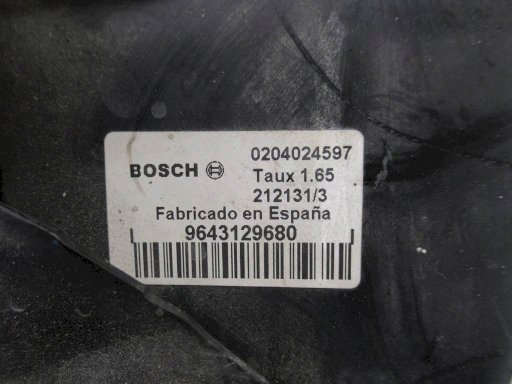 BOSCH 0204024597
Taux 1.65
212131/3
Fabricado en España
9643129680